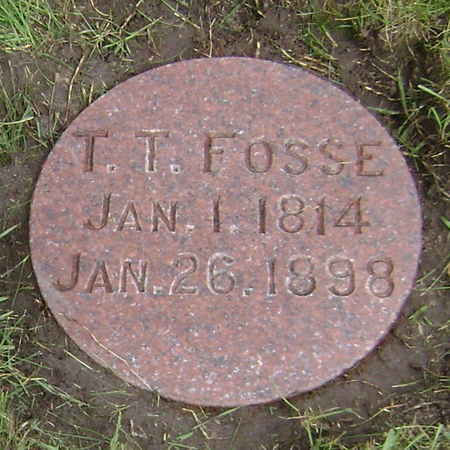 T. T. FOSSE
JAN. 1. 1814
JAN. 26. 1898